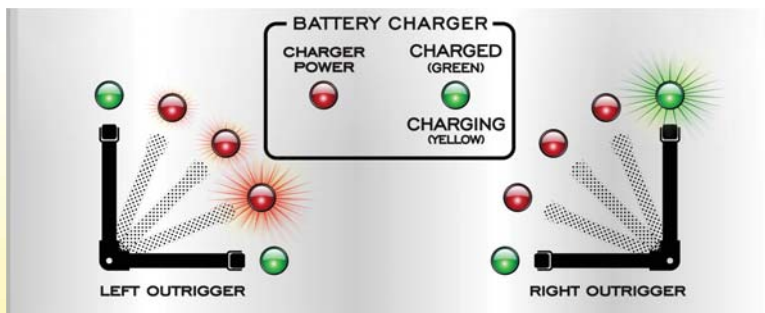 BATTERY CHARGER
CHARGER
POWER
CHARGED
(GREEN)
CHARGING
(YELLOW)
LEFT OUTRIGGER
RIGHT OUTRIGGER